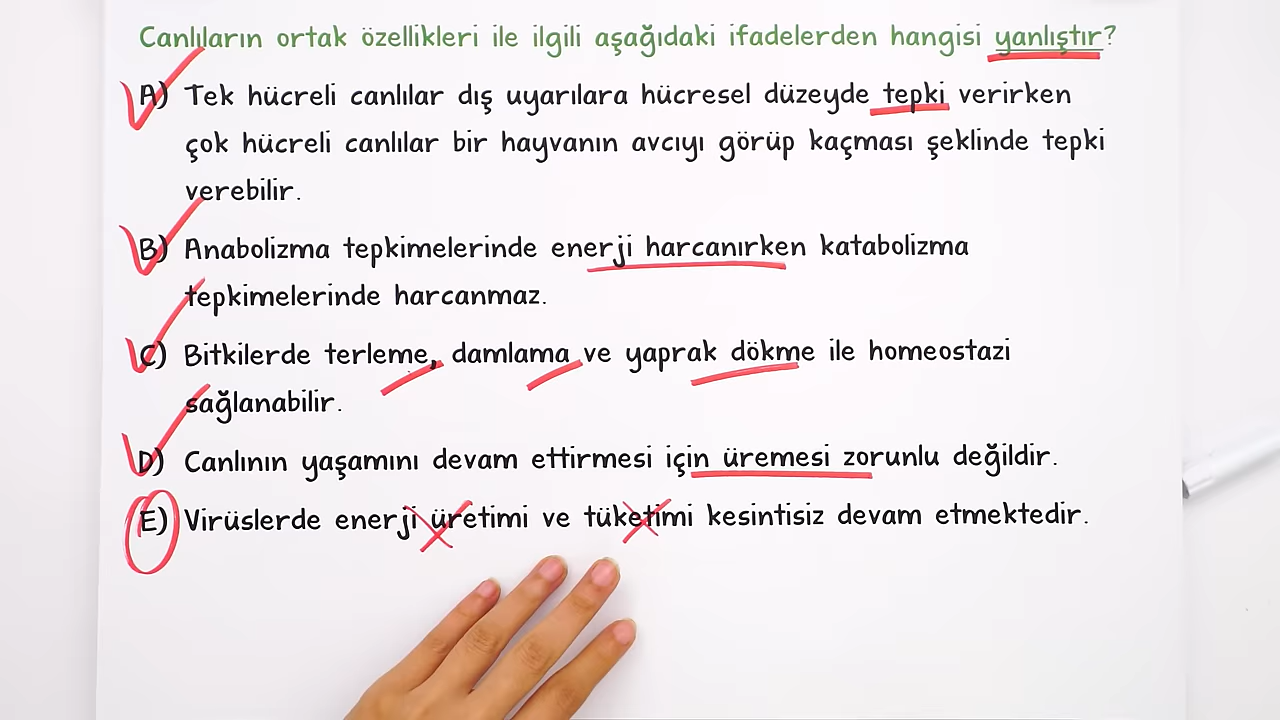 Canlıların ortak özellikleri ile ilgili aşağıdaki ifadelerden hangisi yanlıştır?
A) Tek hücreli canlılar dış uyarılara hücresel düzeyde tepki verirken
çok hücreli canlılar bir hayvanın avcıyı görüp kaçması şeklinde tepki
verebilir.
B) Anabolizma tepkimelerinde enerji harcanırken katabolizma
tepkimelerinde harcanmaz.
C) Bitkilerde terleme, damlama ve yaprak dökme ile homeostazi
sağlanabilir.
D) Canlının yaşamını devam ettirmesi için üremesi zorunlu değildir.
E) Virüslerde enerji üretimi ve tüketimi kesintisiz devam etmektedir.